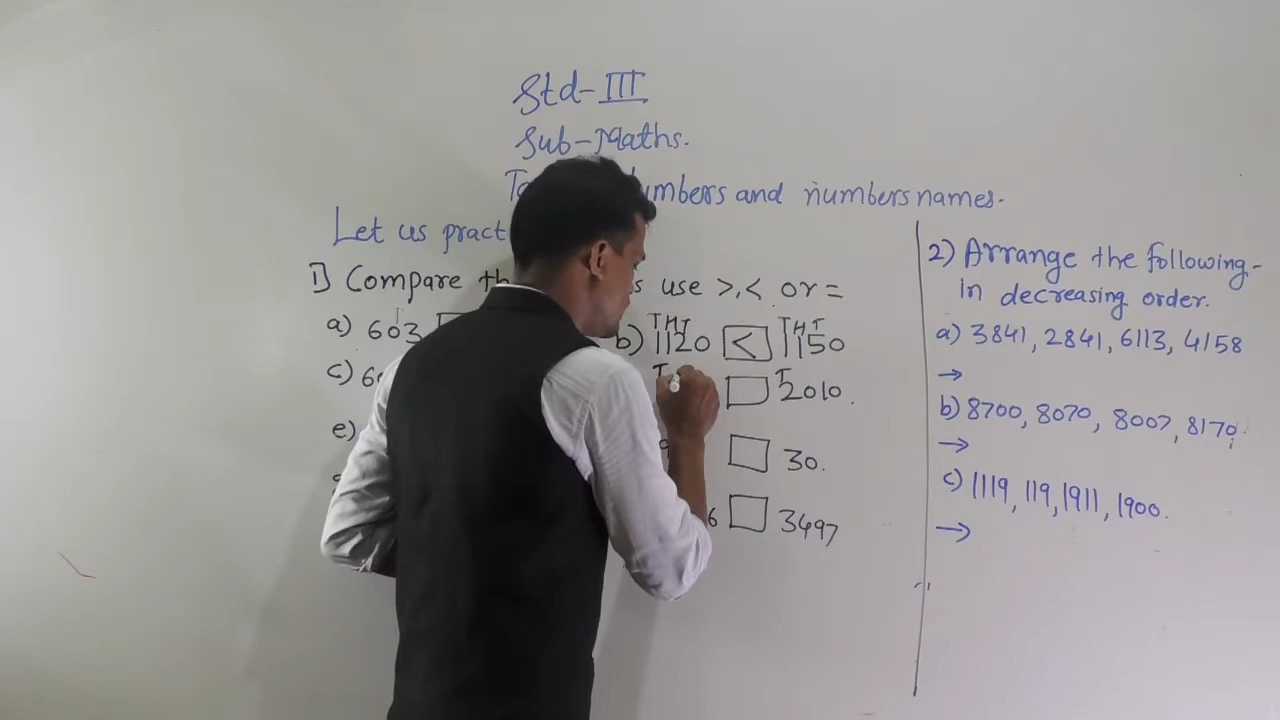 Std-III
Sub-Maths.
numbers and numbers names.
Let us pract
1) Compare th s use >,< or =
a) 603
T H T T H T
b) 1120 < 1150
c) 6
T T
2010.
e)
30.
6 3497
2) Arrange the following-
in decreasing order.
a) 3841, 2841, 6113, 4158
→
b) 8700, 8070, 8007, 8170.
→
c) 1119, 119, 1911, 1900.
→